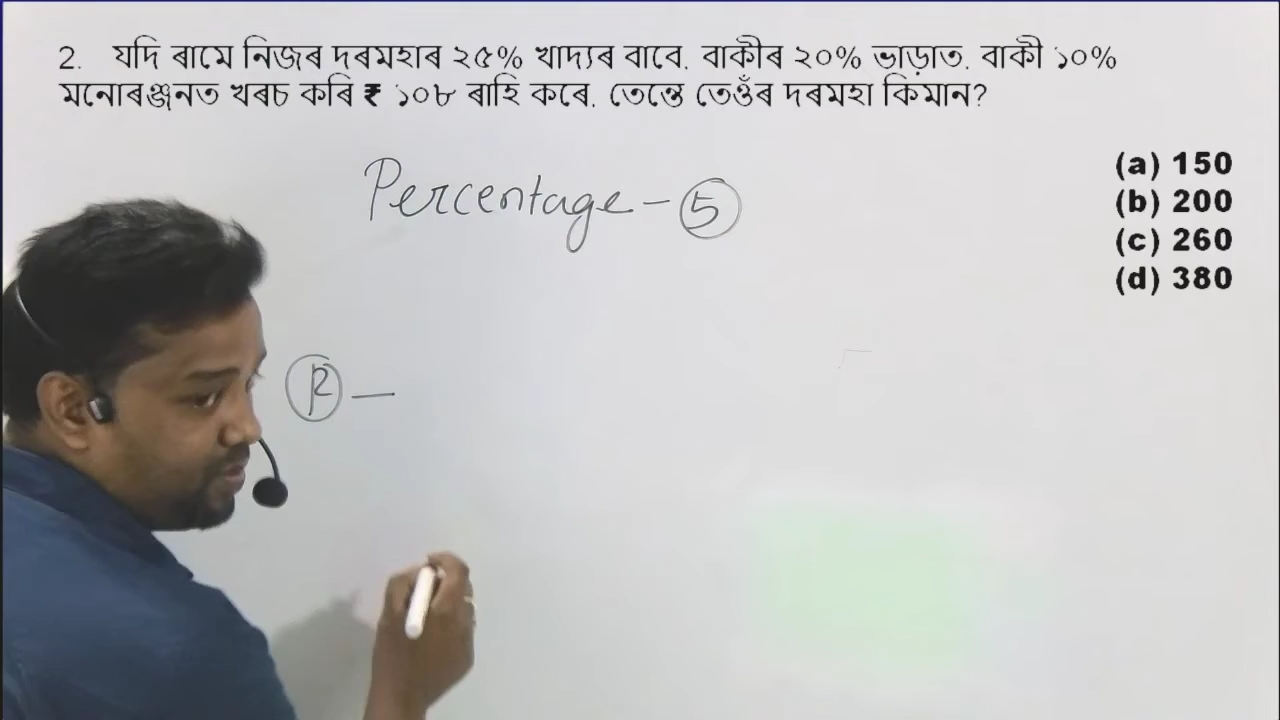 2. যদি ৰামে নিজৰ দৰমহাৰ ২৫% খাদ্যৰ বাবে. বাকীৰ ২০% ভাড়াত. বাকী ১০%
মনোৰঞ্জনত খৰচ কৰি ₹ ১০৮ ৰাহি কৰে. তেন্তে তেওঁৰ দৰমহা কিমান?
(a) 150
(b) 200
(c) 260
(d) 380
Percentage - 5
R —